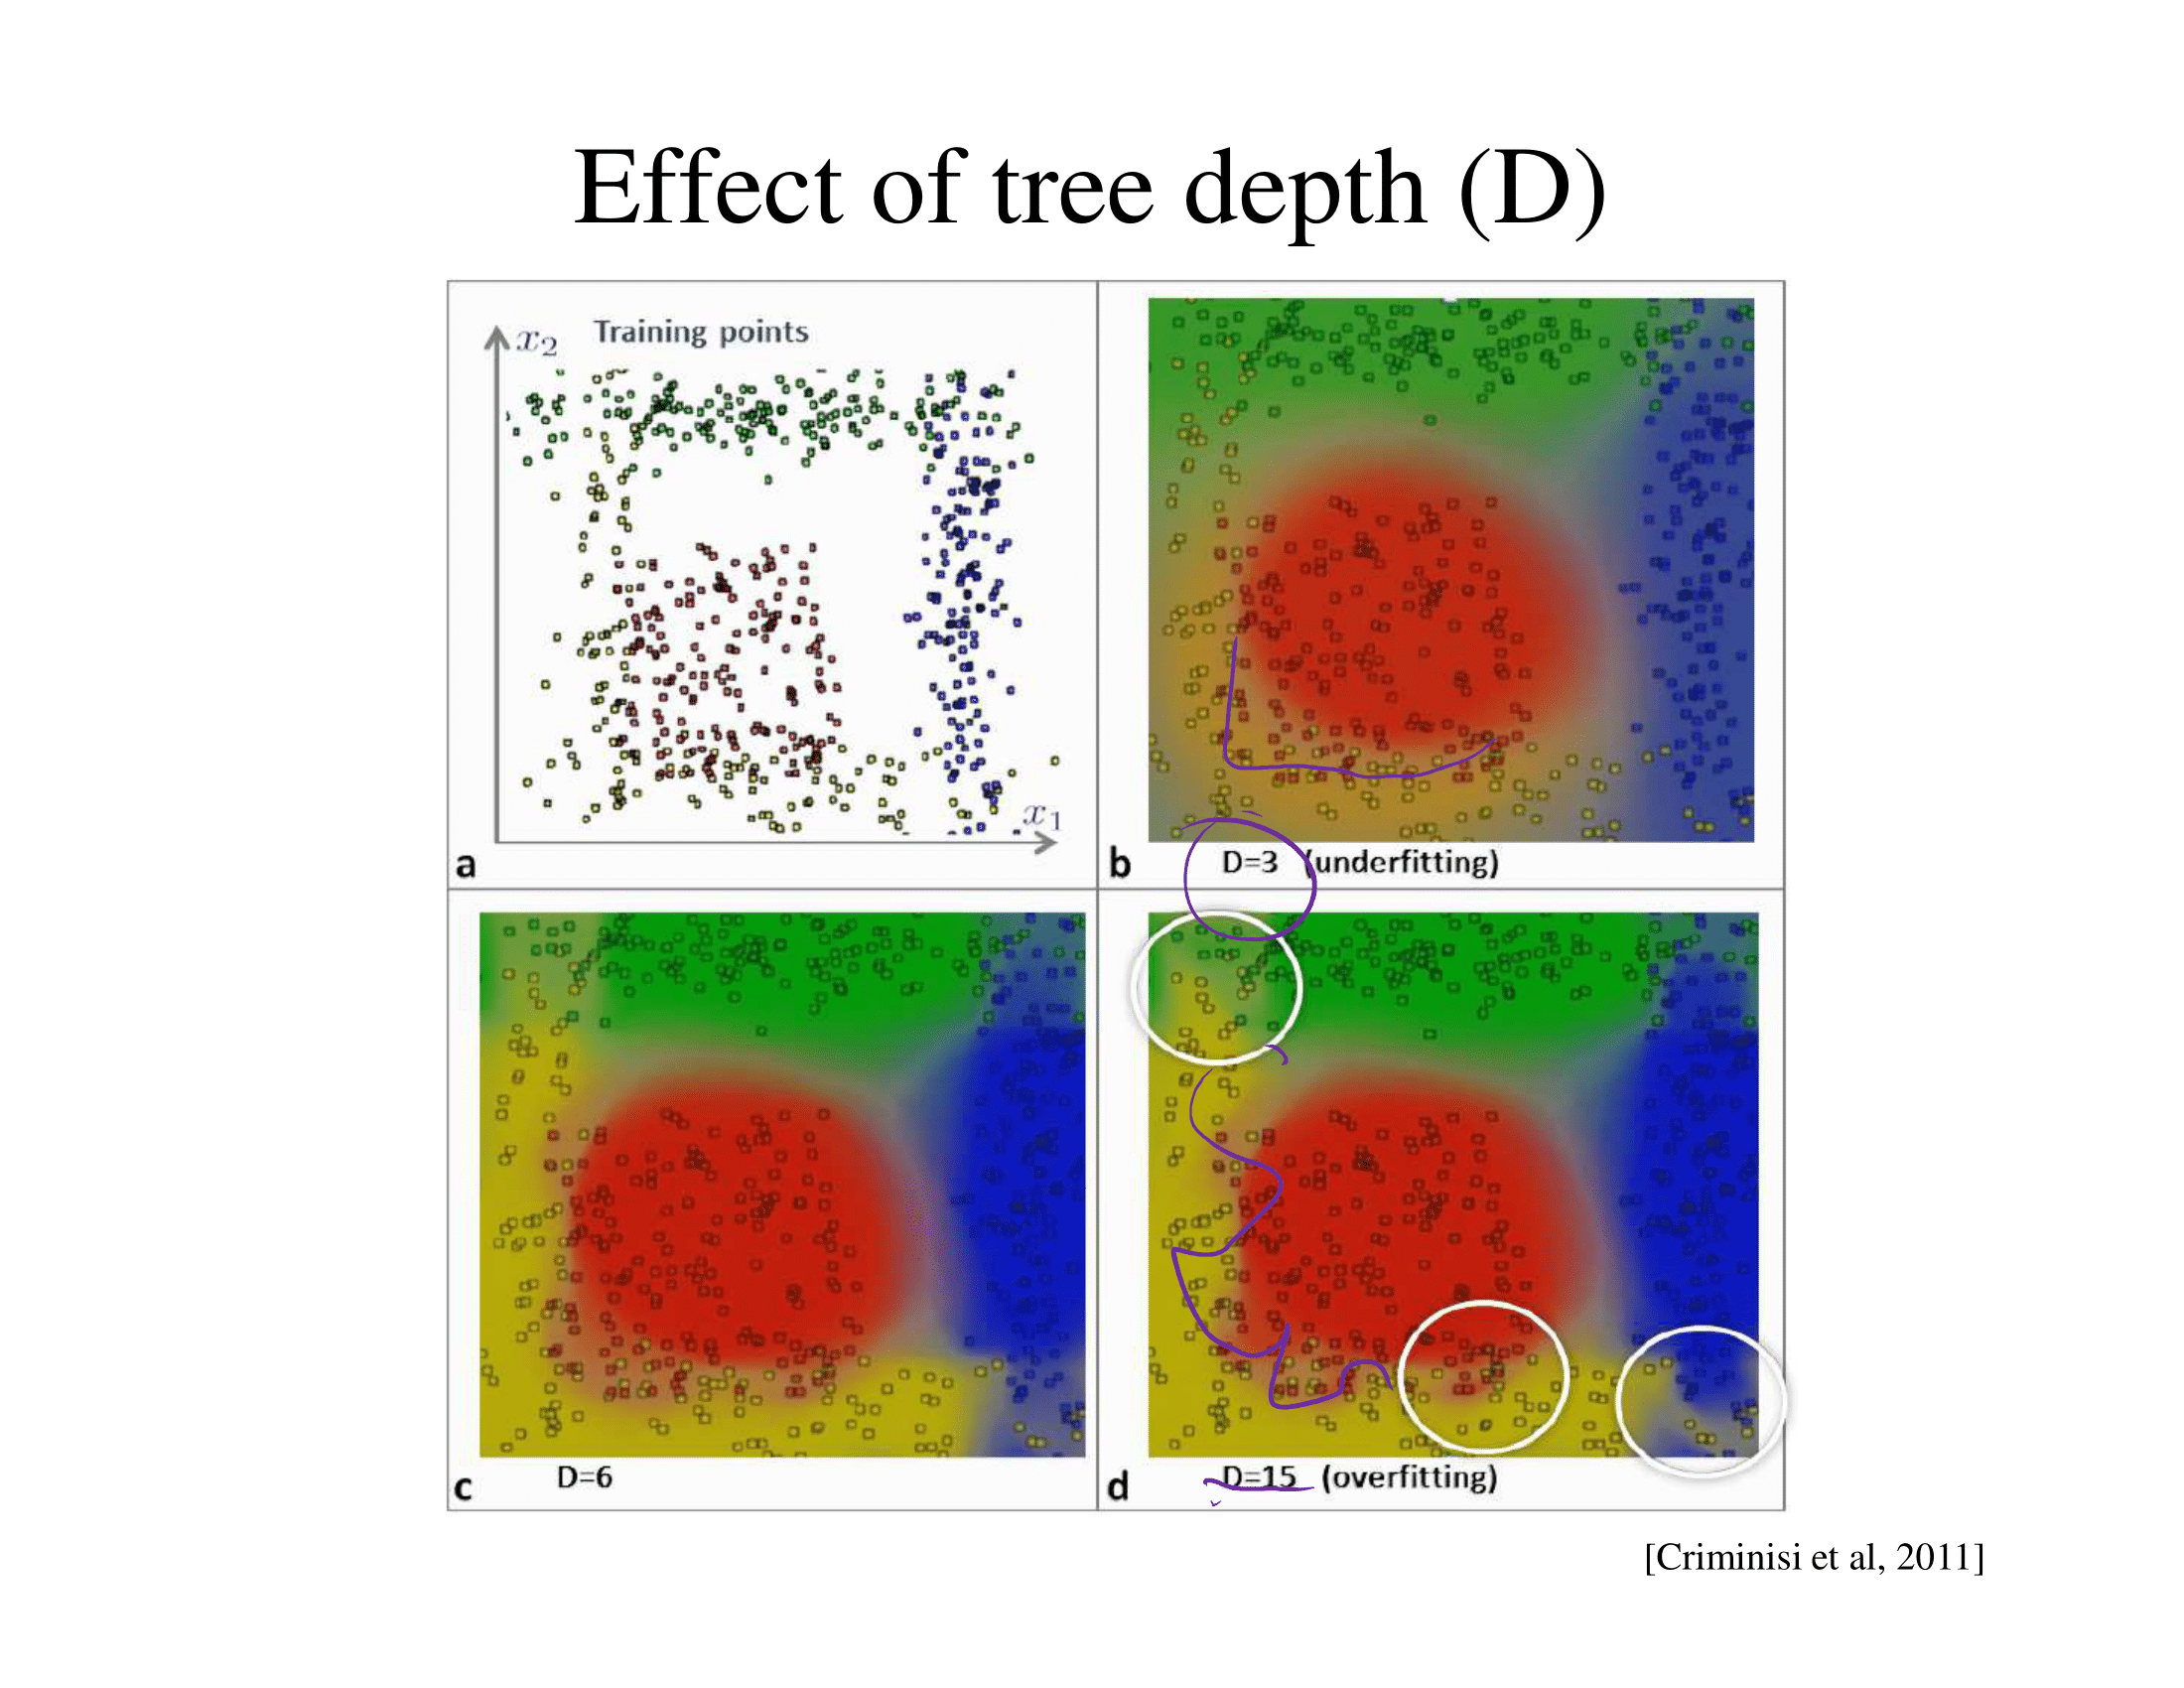 Effect of tree depth (D)
x2 Training points
x1
a
b D=3 (underfitting)
c D=6
d D=15 (overfitting)
[Criminisi et al, 2011]